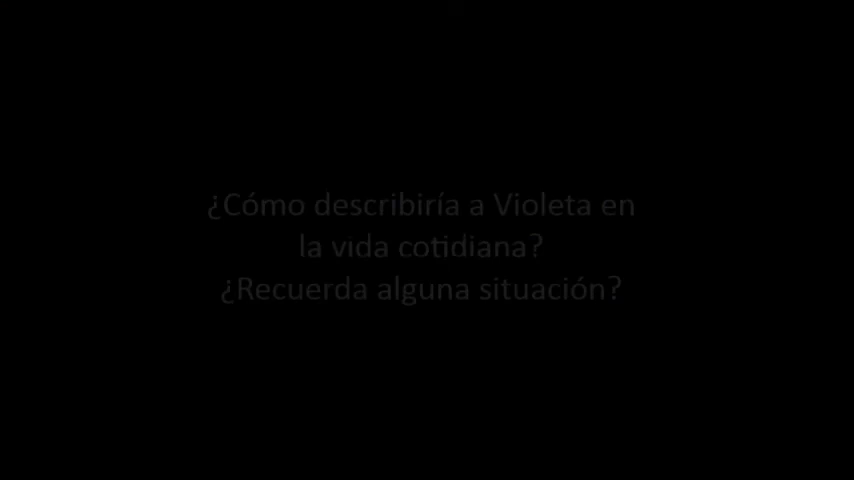 ¿Cómo describiría a Violeta en
la vida cotidiana?
¿Recuerda alguna situación?